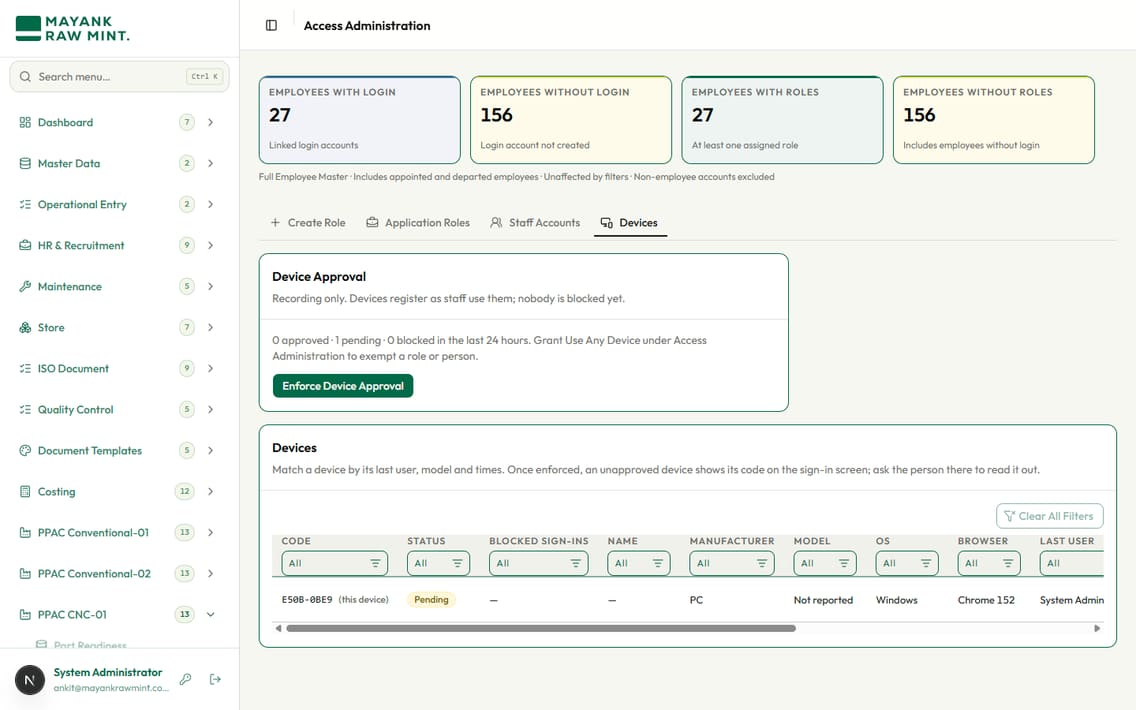 MAYANK
RAW MINT.
Search menu...
Ctrl K
Dashboard 7
Master Data 2
Operational Entry 2
HR & Recruitment 9
Maintenance 5
Store 7
ISO Document 9
Quality Control 5
Document Templates 5
Costing 12
PPAC Conventional-01 13
PPAC Conventional-02 13
PPAC CNC-01 13
Part Readiness
N
System Administrator
ankit@mayankrawmint.co...
Access Administration
EMPLOYEES WITH LOGIN
27
Linked login accounts
EMPLOYEES WITHOUT LOGIN
156
Login account not created
EMPLOYEES WITH ROLES
27
At least one assigned role
EMPLOYEES WITHOUT ROLES
156
Includes employees without login
Full Employee Master · Includes appointed and departed employees · Unaffected by filters · Non-employee accounts excluded
Create Role Application Roles Staff Accounts Devices
Device Approval
Recording only. Devices register as staff use them; nobody is blocked yet.
0 approved · 1 pending · 0 blocked in the last 24 hours. Grant Use Any Device under Access
Administration to exempt a role or person.
Enforce Device Approval
Devices
Match a device by its last user, model and times. Once enforced, an unapproved device shows its code on the sign-in screen; ask the person there to read it out.
Clear All Filters
CODE STATUS BLOCKED SIGN-INS NAME MANUFACTURER MODEL OS BROWSER LAST USER
All All All All All All All All All
E50B-0BE9 (this device) Pending — — PC Not reported Windows Chrome 152 System Admin